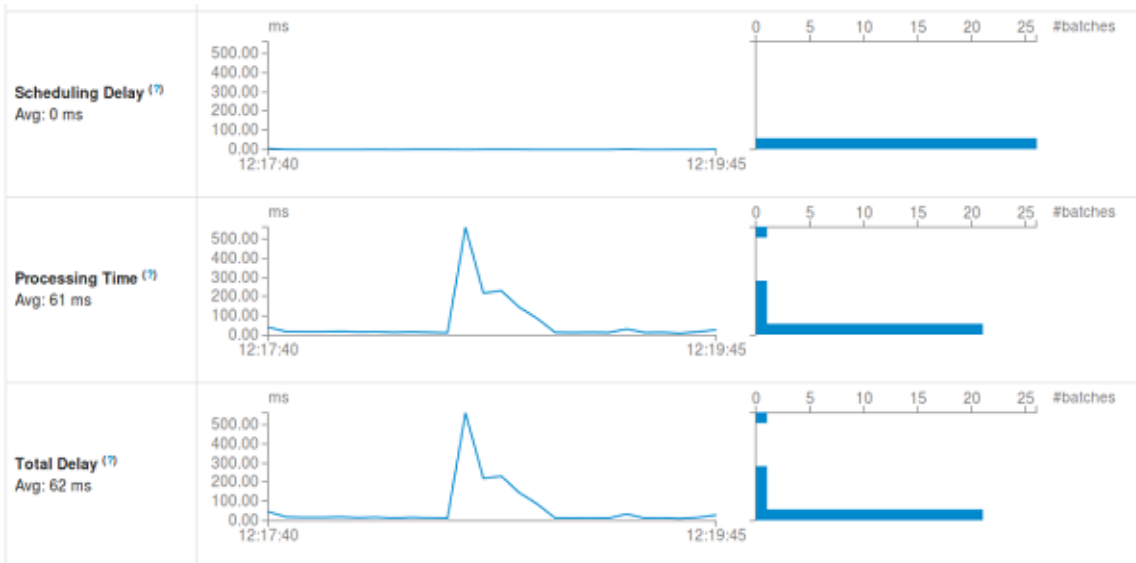 ms
0 5 10 15 20 25 #batches
500.00
400.00
300.00
200.00
100.00
0.00
Scheduling Delay (?)
Avg: 0 ms
12:17:40 12:19:45
ms
0 5 10 15 20 25 #batches
500.00
400.00
300.00
200.00
100.00
0.00
Processing Time (?)
Avg: 61 ms
12:17:40 12:19:45
ms
0 5 10 15 20 25 #batches
500.00
400.00
300.00
200.00
100.00
0.00
Total Delay (?)
Avg: 62 ms
12:17:40 12:19:45